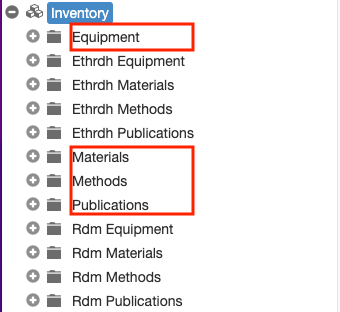 Inventory
Equipment
Ethrdh Equipment
Ethrdh Materials
Ethrdh Methods
Ethrdh Publications
Materials
Methods
Publications
Rdm Equipment
Rdm Materials
Rdm Methods
Rdm Publications